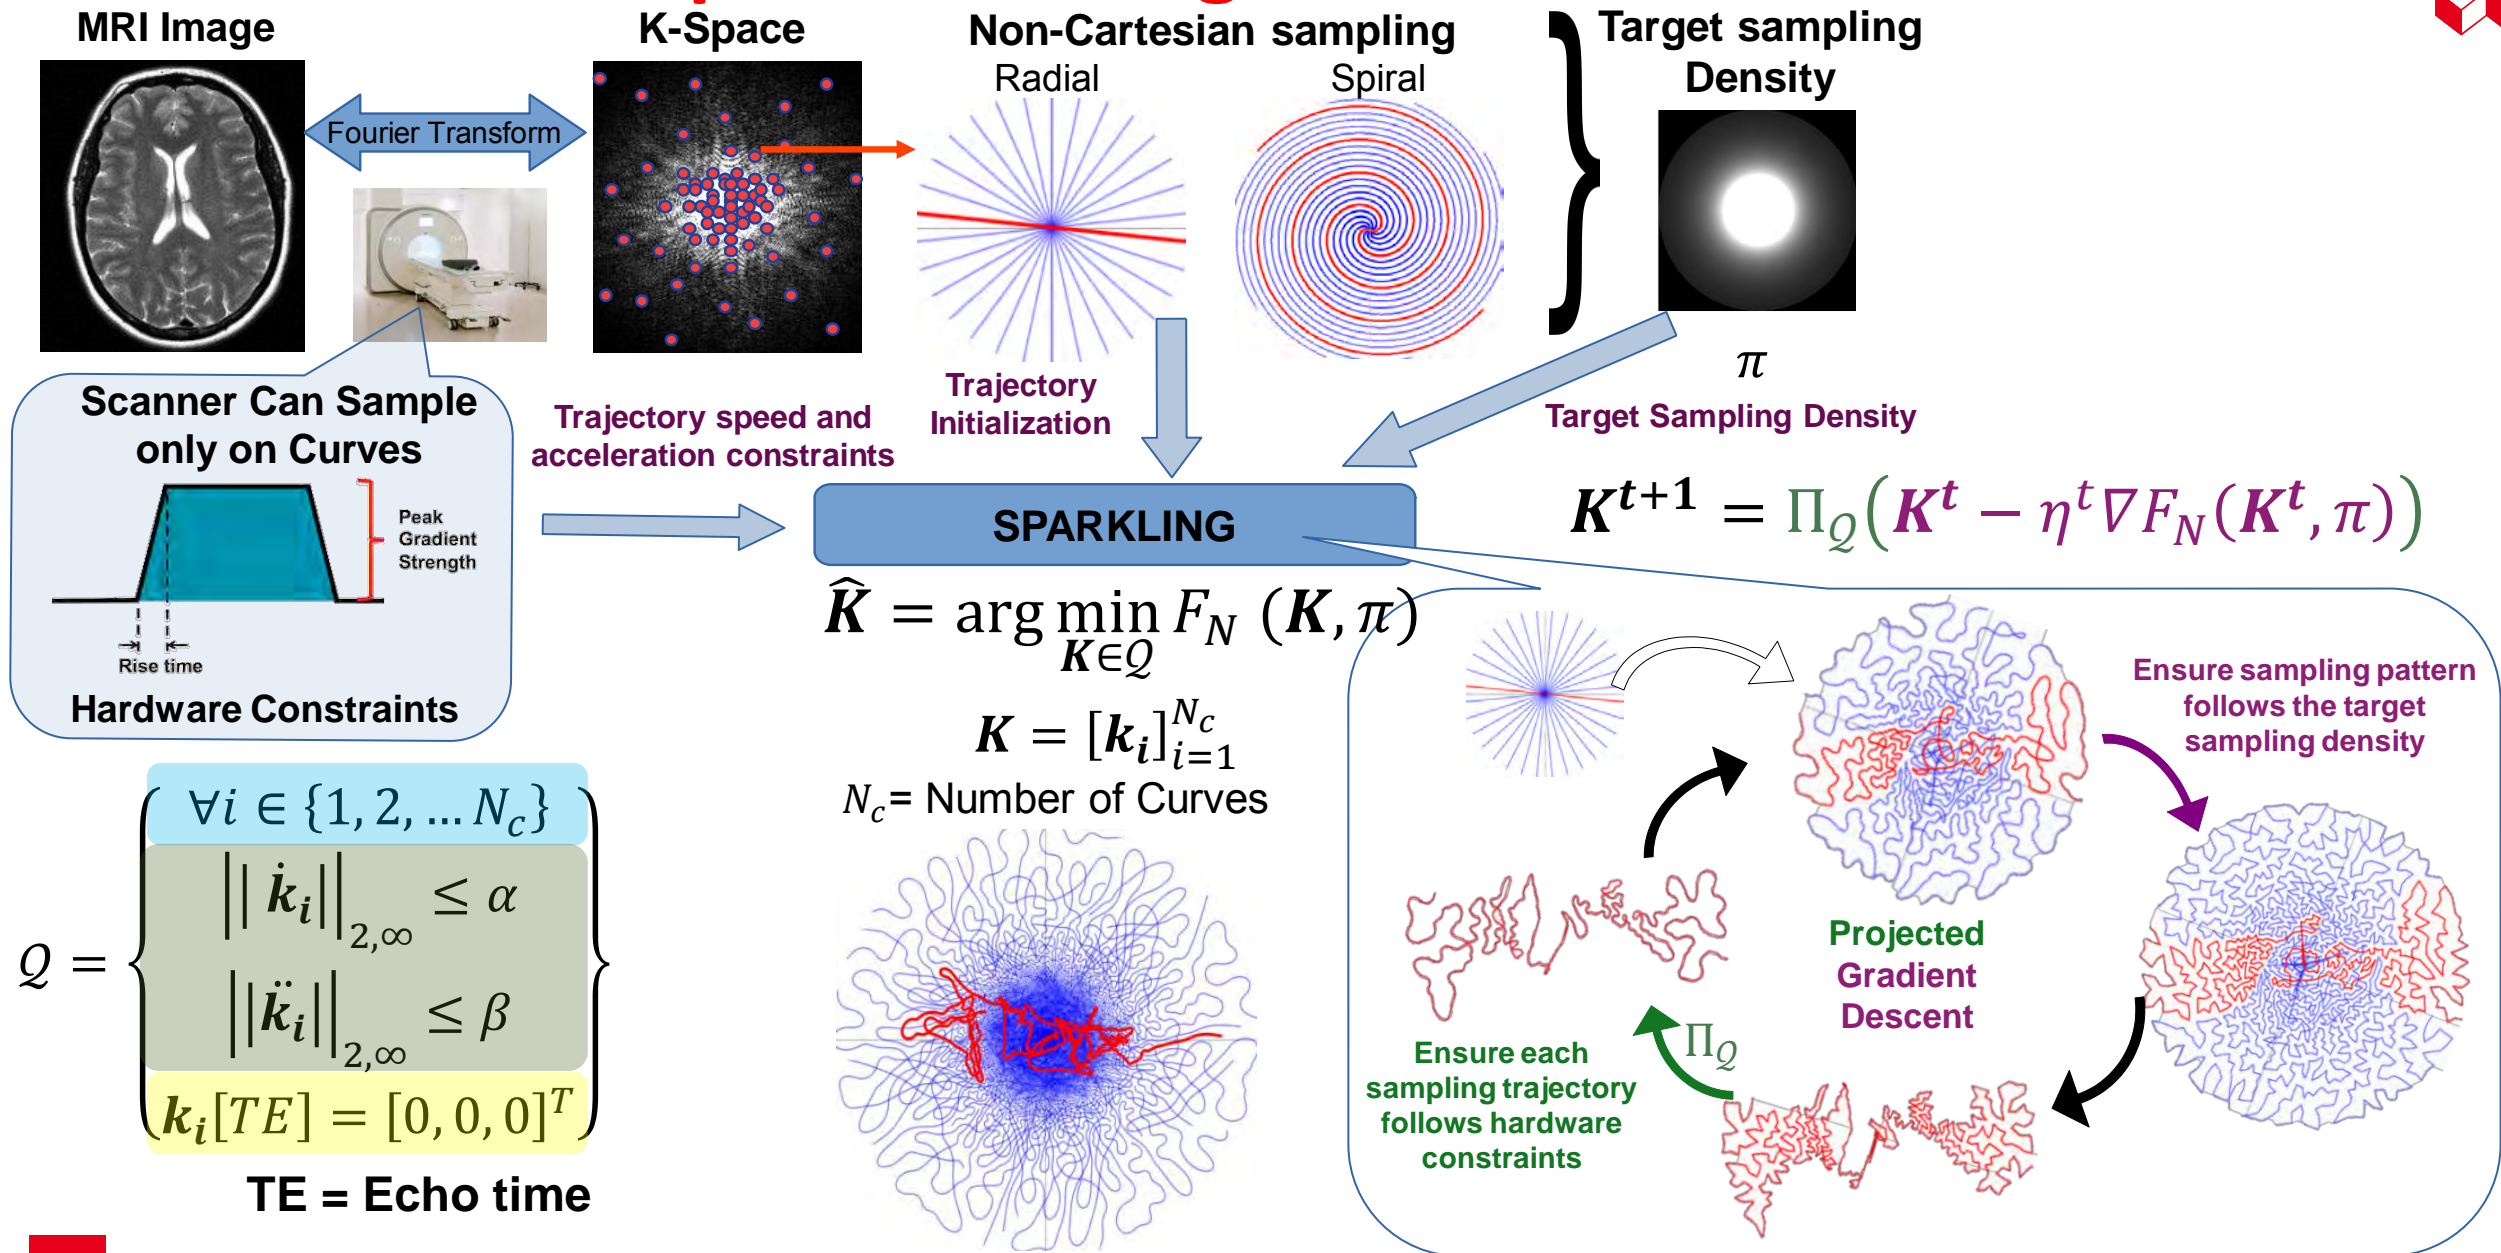 MRI Image
K-Space
Non-Cartesian sampling
Radial
Spiral
Target sampling
Density
Fourier Transform
π
Target Sampling Density
Scanner Can Sample
only on Curves
Peak
Gradient
Strength
Rise time
Hardware Constraints
Trajectory speed and
acceleration constraints
Trajectory
Initialization
SPARKLING
K^{t+1} = Π_𝒬(K^t − η^t ∇F_N(K^t, π))
K̂ = arg min_{K∈𝒬} F_N (K, π)
K = [k_i]_{i=1}^{N_c}
N_c= Number of Curves
𝒬 = { ∀i ∈ {1, 2, … N_c}
||k̇_i||_{2,∞} ≤ α
||k̈_i||_{2,∞} ≤ β
k_i[TE] = [0, 0, 0]^T }
TE = Echo time
Ensure sampling pattern
follows the target
sampling density
Projected
Gradient
Descent
Π_𝒬
Ensure each
sampling trajectory
follows hardware
constraints